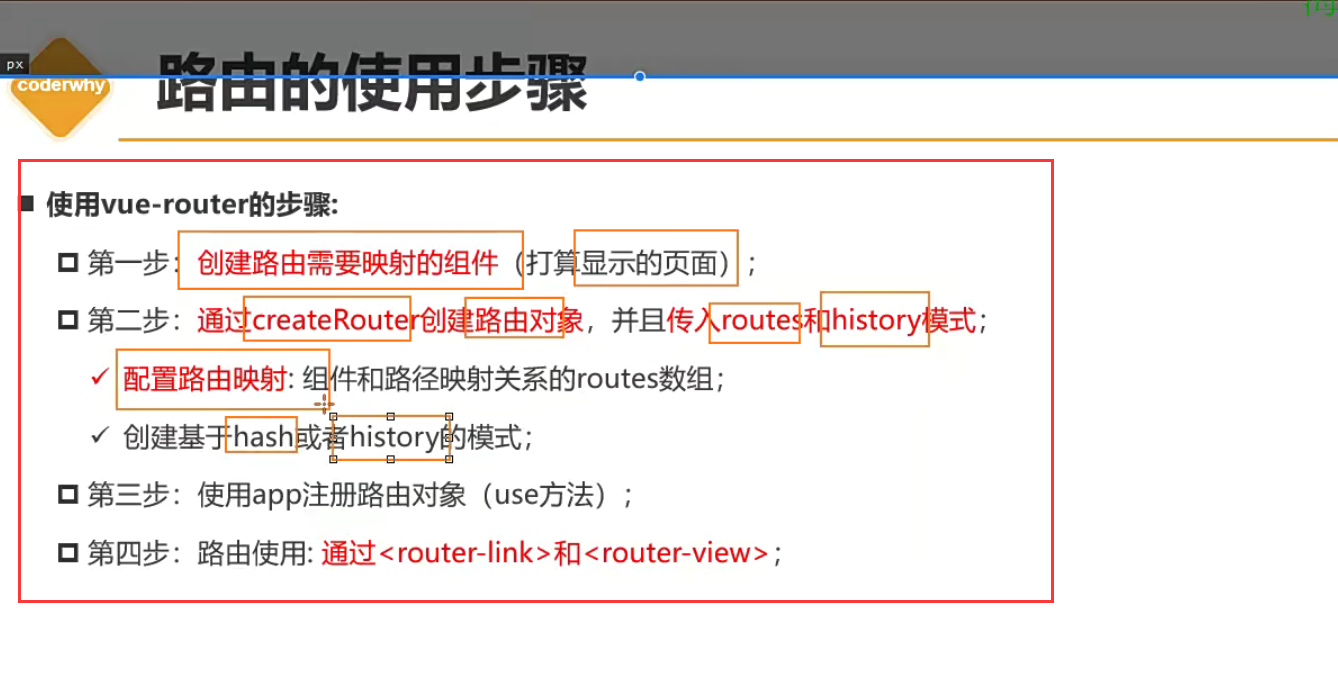 px
coderwhy
路由的使用步骤
使用vue-router的步骤:
第一步：创建路由需要映射的组件（打算显示的页面）；
第二步：通过createRouter创建路由对象，并且传入routes和history模式；
配置路由映射: 组件和路径映射关系的routes数组；
创建基于hash或者history的模式；
第三步：使用app注册路由对象（use方法）；
第四步：路由使用: 通过<router-link>和<router-view>；